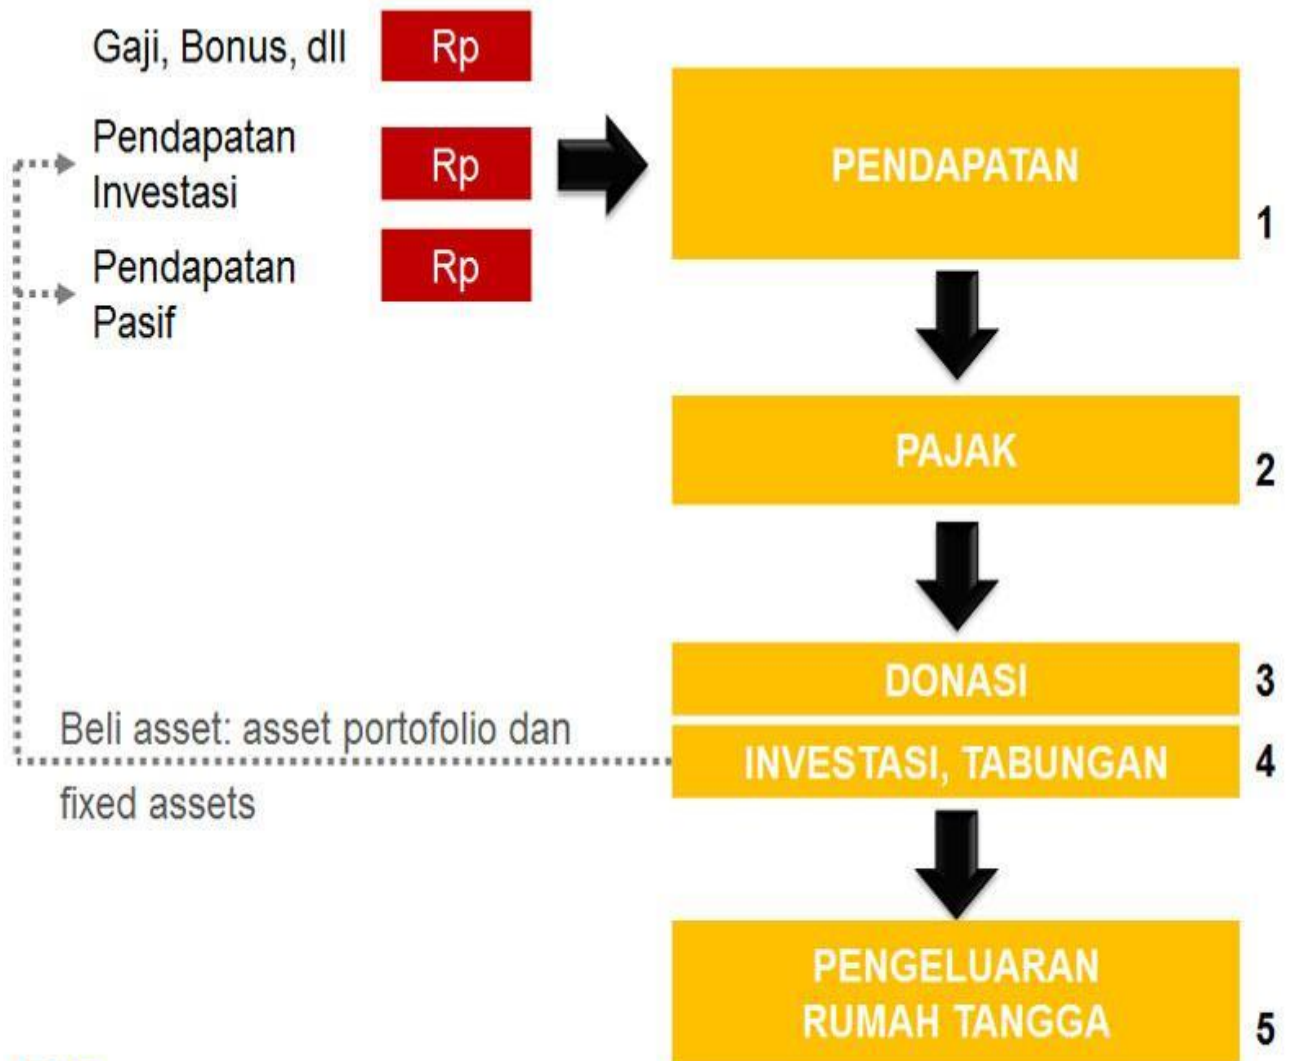 Gaji, Bonus, dll
Rp
Pendapatan
Investasi
Rp
Pendapatan
Pasif
Rp
PENDAPATAN
1
PAJAK
2
DONASI
3
INVESTASI, TABUNGAN
4
Beli asset: asset portofolio dan
fixed assets
PENGELUARAN
RUMAH TANGGA
5